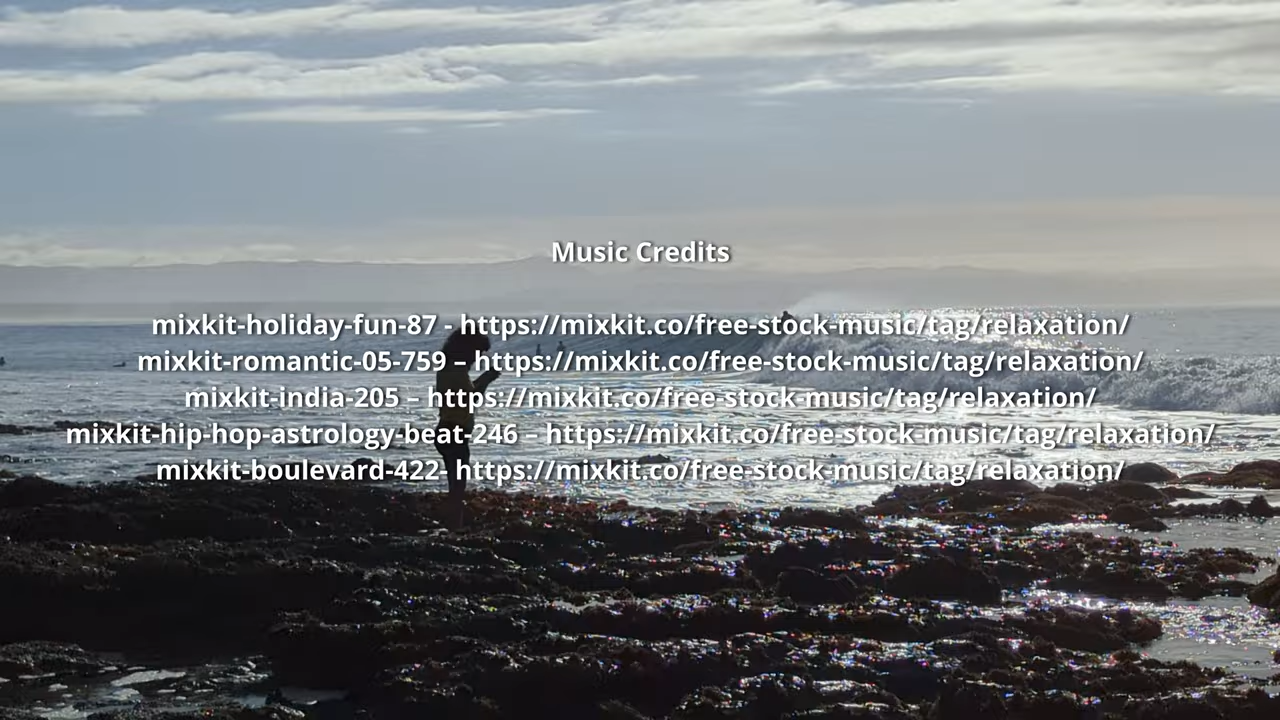 Music Credits
mixkit-holiday-fun-87 - https://mixkit.co/free-stock-music/tag/relaxation/
mixkit-romantic-05-759 – https://mixkit.co/free-stock-music/tag/relaxation/
mixkit-india-205 – https://mixkit.co/free-stock-music/tag/relaxation/
mixkit-hip-hop-astrology-beat-246 – https://mixkit.co/free-stock-music/tag/relaxation/
mixkit-boulevard-422- https://mixkit.co/free-stock-music/tag/relaxation/